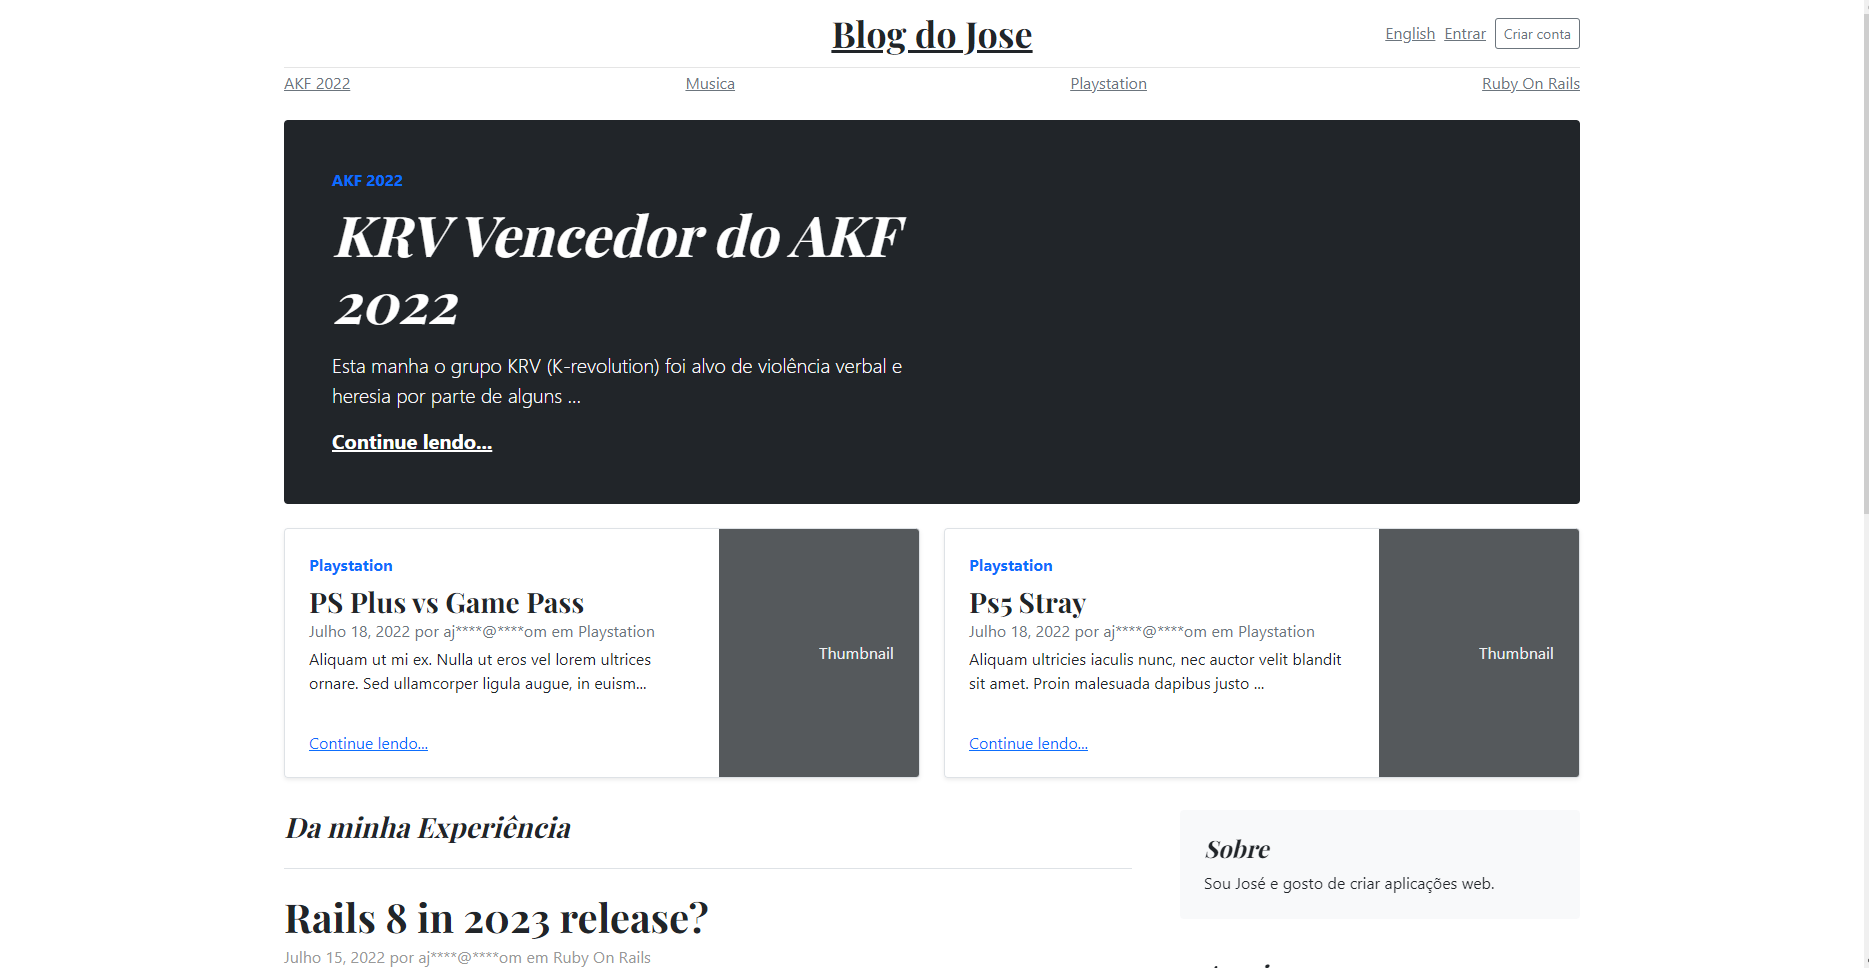 Blog do Jose
English Entrar Criar conta
AKF 2022 Musica Playstation Ruby On Rails
AKF 2022
KRV Vencedor do AKF
2022
Esta manha o grupo KRV (K-revolution) foi alvo de violência verbal e
heresia por parte de alguns ...
Continue lendo...
Playstation
PS Plus vs Game Pass
Julho 18, 2022 por aj****@****om em Playstation
Aliquam ut mi ex. Nulla ut eros vel lorem ultrices
ornare. Sed ullamcorper ligula augue, in euism...
Continue lendo...
Thumbnail
Playstation
Ps5 Stray
Julho 18, 2022 por aj****@****om em Playstation
Aliquam ultricies iaculis nunc, nec auctor velit blandit
sit amet. Proin malesuada dapibus justo ...
Continue lendo...
Thumbnail
Da minha Experiência
Rails 8 in 2023 release?
Julho 15, 2022 por aj****@****om em Ruby On Rails
Sobre
Sou José e gosto de criar aplicações web.